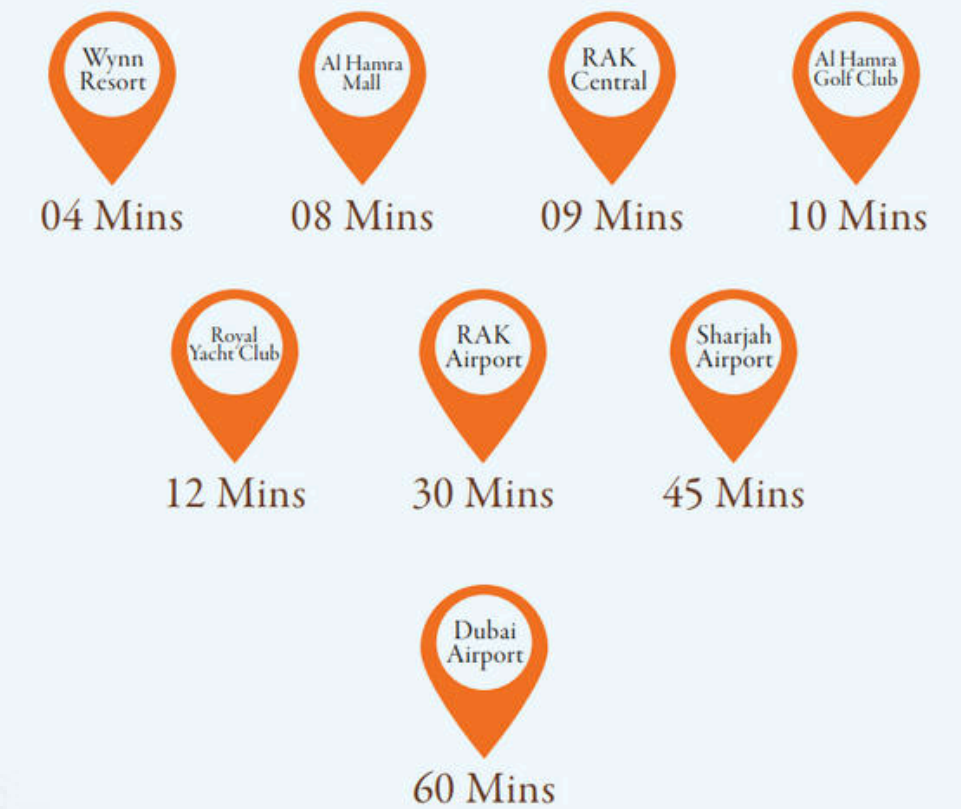 Wynn
Resort
Al Hamra
Mall
RAK
Central
Al Hamra
Golf Club
04 Mins
08 Mins
09 Mins
10 Mins
Royal
Yacht Club
RAK
Airport
Sharjah
Airport
12 Mins
30 Mins
45 Mins
Dubai
Airport
60 Mins